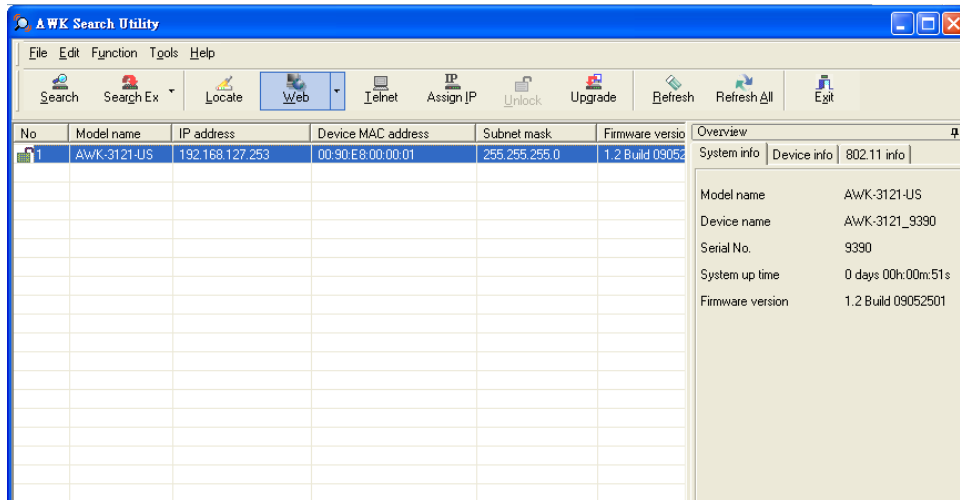 AWK Search Utility
File Edit Function Tools Help
Search Search Ex Locate Web Telnet IP Assign IP Unlock Upgrade Refresh Refresh All Exit
No Model name IP address Device MAC address Subnet mask Firmware versio
1 AWK-3121-US 192.168.127.253 00:90:E8:00:00:01 255.255.255.0 1.2 Build 09052
Overview
System info Device info 802.11 info
Model name AWK-3121-US
Device name AWK-3121_9390
Serial No. 9390
System up time 0 days 00h:00m:51s
Firmware version 1.2 Build 09052501